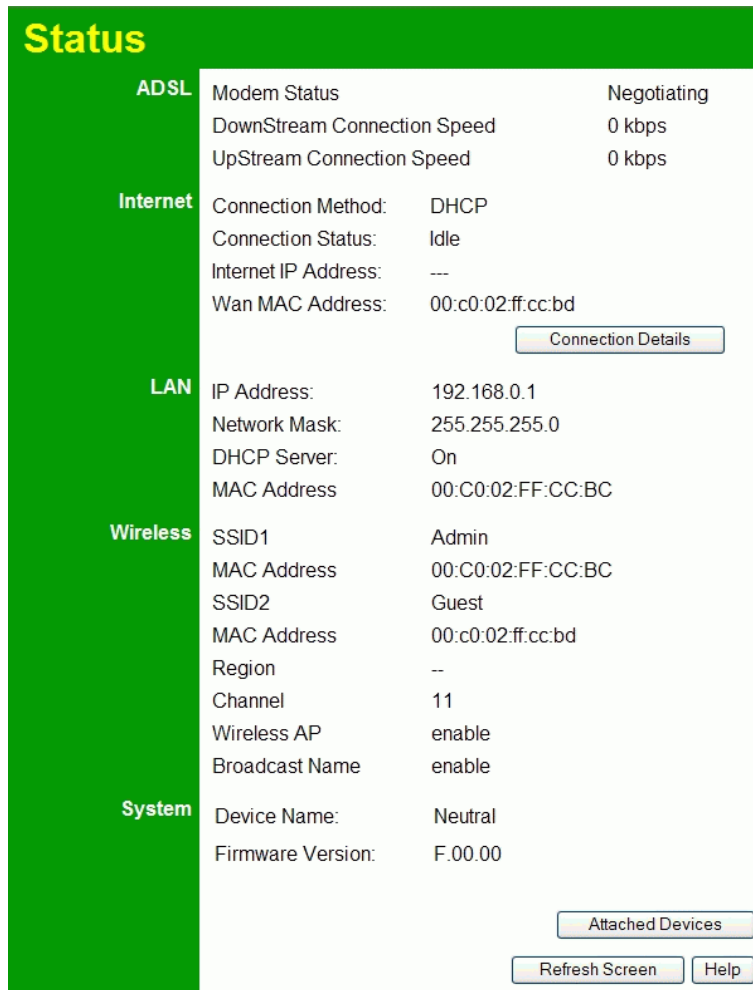 Status
ADSL
Modem Status Negotiating
DownStream Connection Speed 0 kbps
UpStream Connection Speed 0 kbps
Internet
Connection Method: DHCP
Connection Status: Idle
Internet IP Address: ---
Wan MAC Address: 00:c0:02:ff:cc:bd
Connection Details
LAN
IP Address: 192.168.0.1
Network Mask: 255.255.255.0
DHCP Server: On
MAC Address 00:C0:02:FF:CC:BC
Wireless
SSID1 Admin
MAC Address 00:C0:02:FF:CC:BC
SSID2 Guest
MAC Address 00:c0:02:ff:cc:bd
Region --
Channel 11
Wireless AP enable
Broadcast Name enable
System
Device Name: Neutral
Firmware Version: F.00.00
Attached Devices
Refresh Screen Help